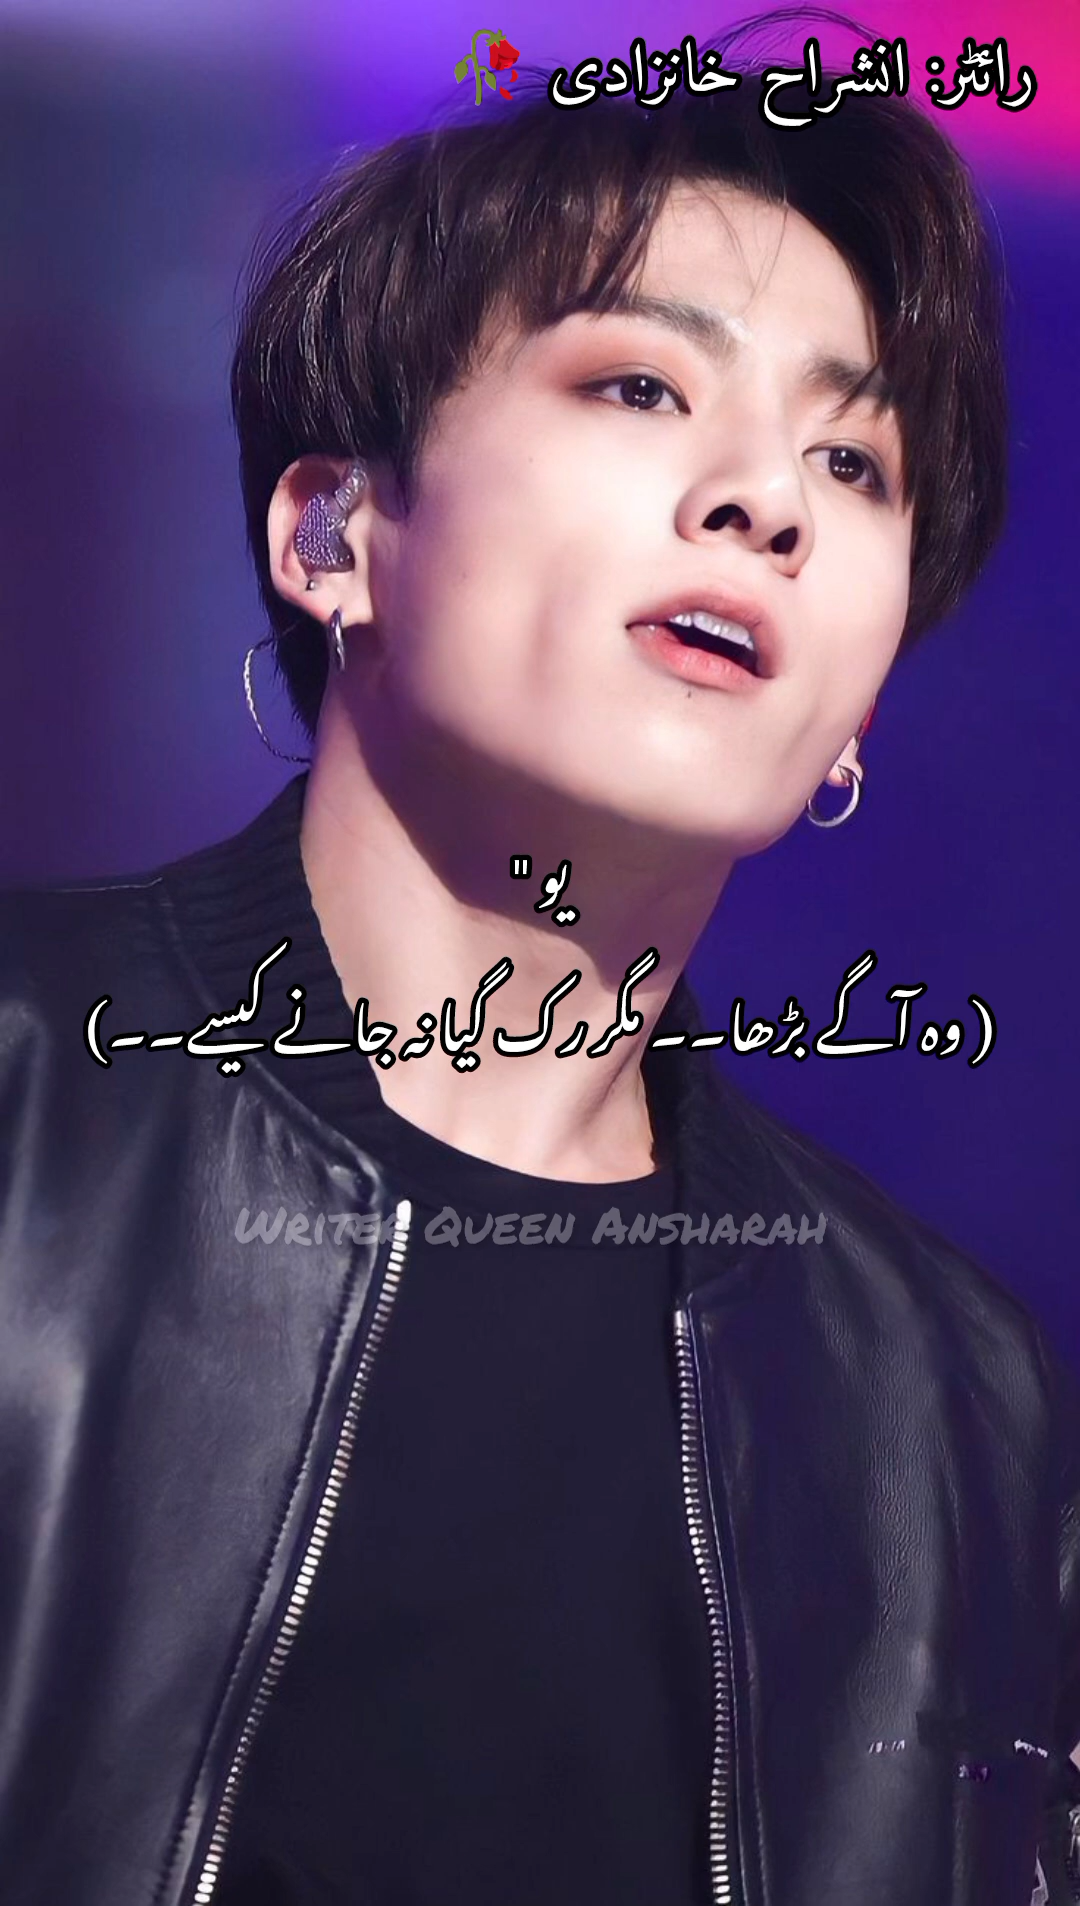 رائٹر: انشراح خانزادی 🥀
یو "
( وہ آگے بڑھا۔۔ مگر رک گیا نہ جانے کیسے۔۔)
Writer Queen Ansharah